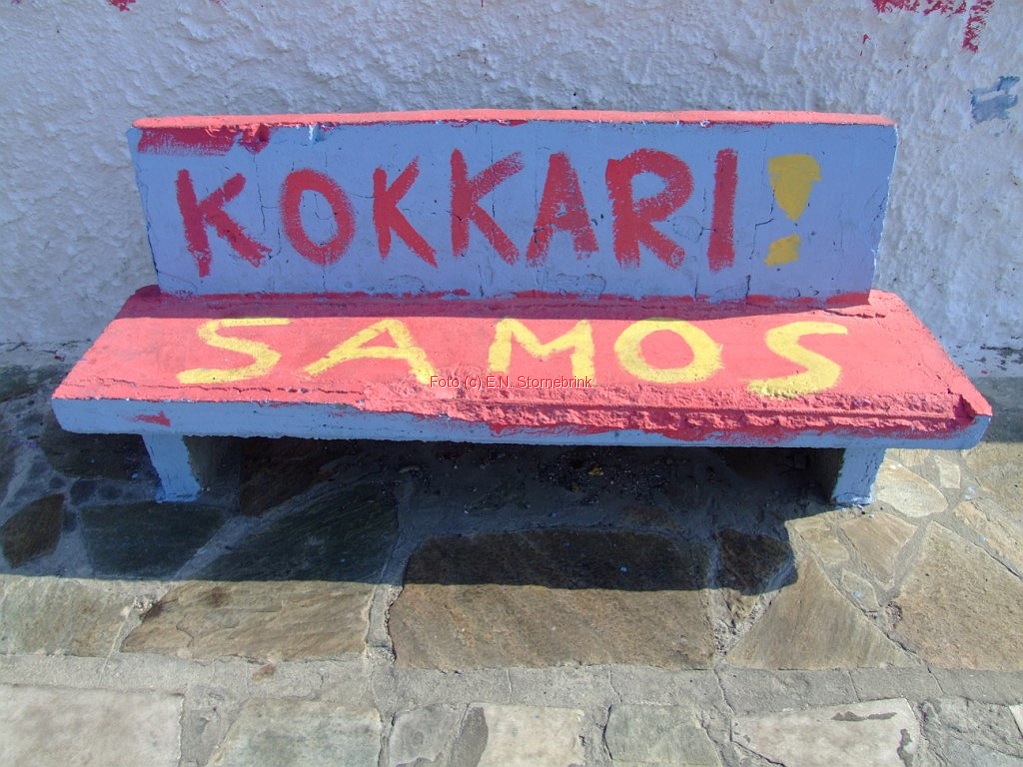 KOKKARI!
SAMOS
Foto (c) E.N. Stornebrink